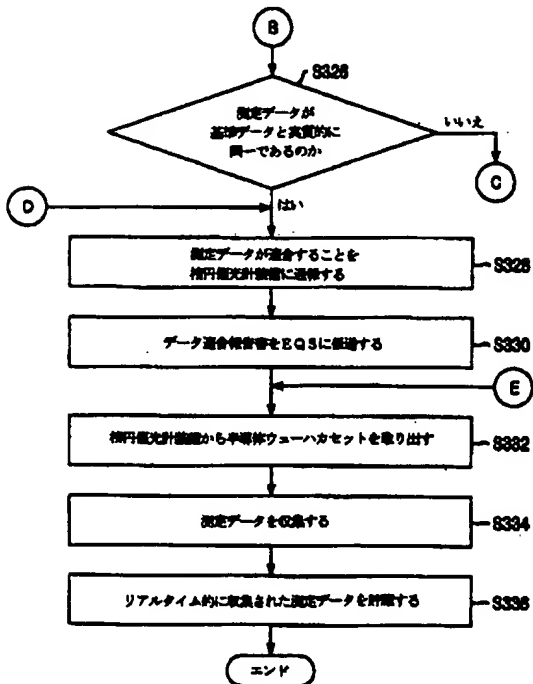 B
S326
測定データが
基準データと実質的に
同一であるのか
いいえ
C
D
はい
測定データが適合することを
楕円偏光計装備に通報する
S328
データ適合報告書をEQSに伝送する
S330
E
楕円偏光計装備から半導体ウェーハカセットを取り出す
S332
測定データを収集する
S334
リアルタイム的に収集された測定データを貯蔵する
S336
エンド